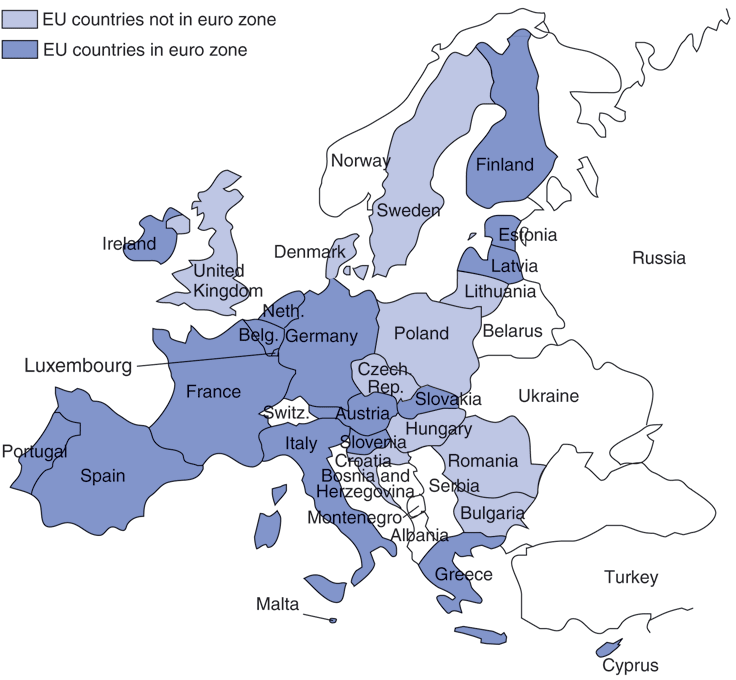 EU countries not in euro zone
EU countries in euro zone
Norway
Finland
Sweden
Ireland
Estonia
Denmark
Russia
Latvia
United
Kingdom
Lithuania
Neth.
Belg.
Germany
Poland
Belarus
Luxembourg
Czech
Rep.
France
Ukraine
Slovakia
Switz.
Austria
Hungary
Italy
Slovenia
Portugal
Croatia
Romania
Spain
Bosnia and
Herzegovina
Serbia
Montenegro
Bulgaria
Albania
Greece
Turkey
Malta
Cyprus